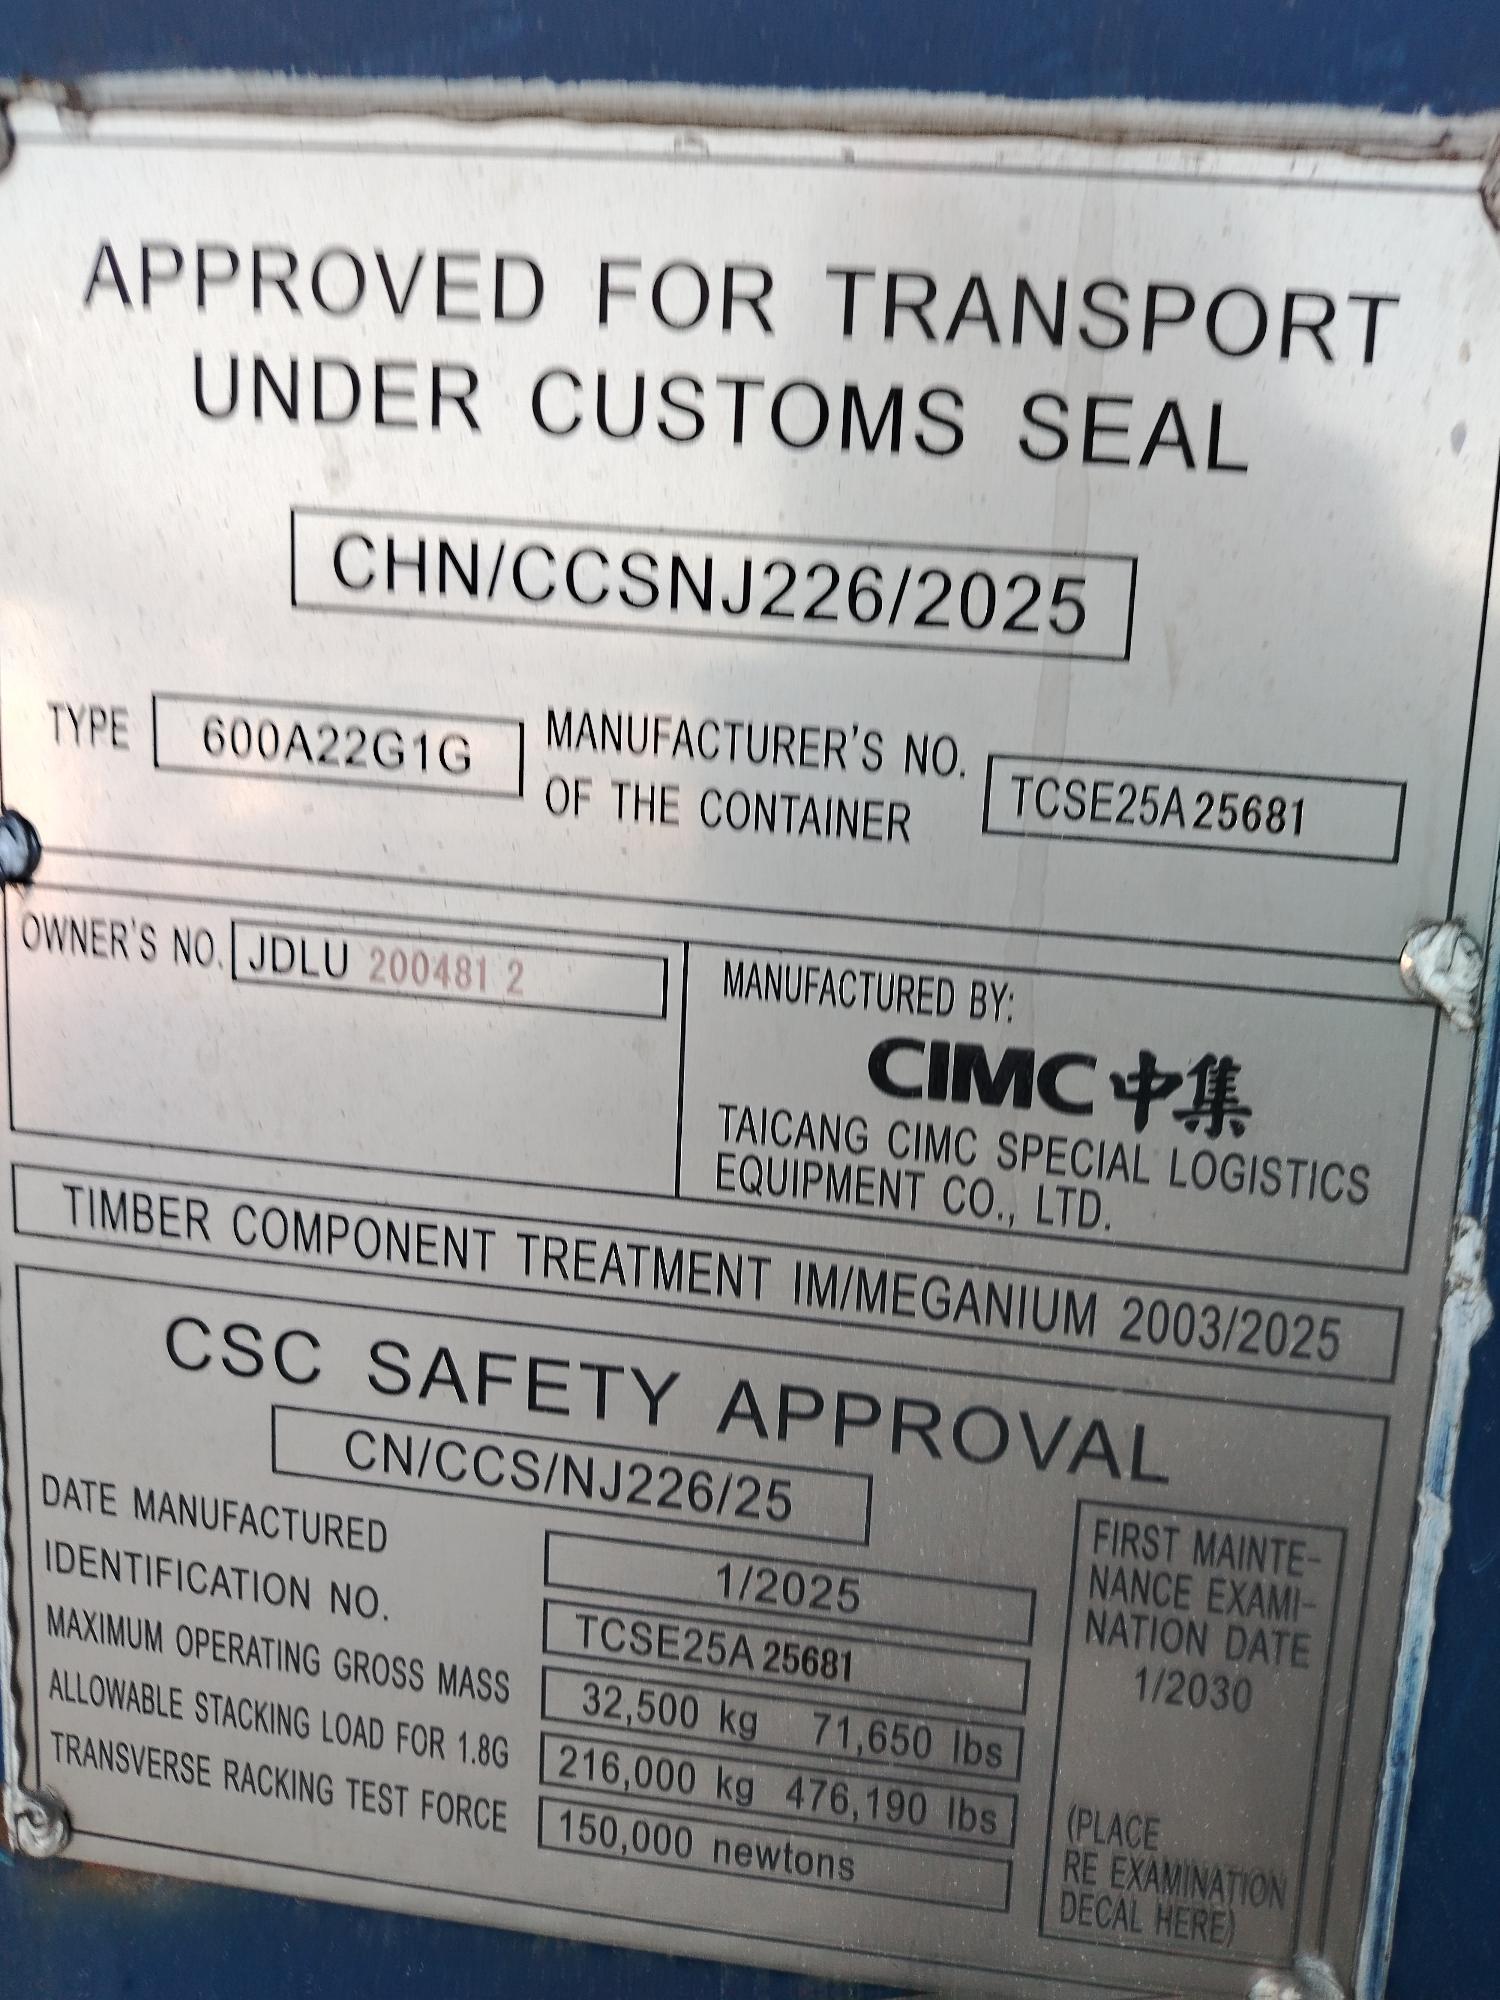 APPROVED FOR TRANSPORT
UNDER CUSTOMS SEAL
CHN/CCSNJ226/2025
TYPE 600A22G1G
MANUFACTURER'S NO.
OF THE CONTAINER
TCSE25A25681
OWNER'S NO. JDLU 200481 2
MANUFACTURED BY:
CIMC 中集
TAICANG CIMC SPECIAL LOGISTICS
EQUIPMENT CO., LTD.
TIMBER COMPONENT TREATMENT IM/MEGANIUM 2003/2025
CSC SAFETY APPROVAL
CN/CCS/NJ226/25
DATE MANUFACTURED 1/2025
IDENTIFICATION NO. TCSE25A25681
MAXIMUM OPERATING GROSS MASS 32,500 kg 71,650 lbs
ALLOWABLE STACKING LOAD FOR 1.8G 216,000 kg 476,190 lbs
TRANSVERSE RACKING TEST FORCE 150,000 newtons
FIRST MAINTE-
NANCE EXAMI-
NATION DATE
1/2030
(PLACE
RE EXAMINATION
DECAL HERE)